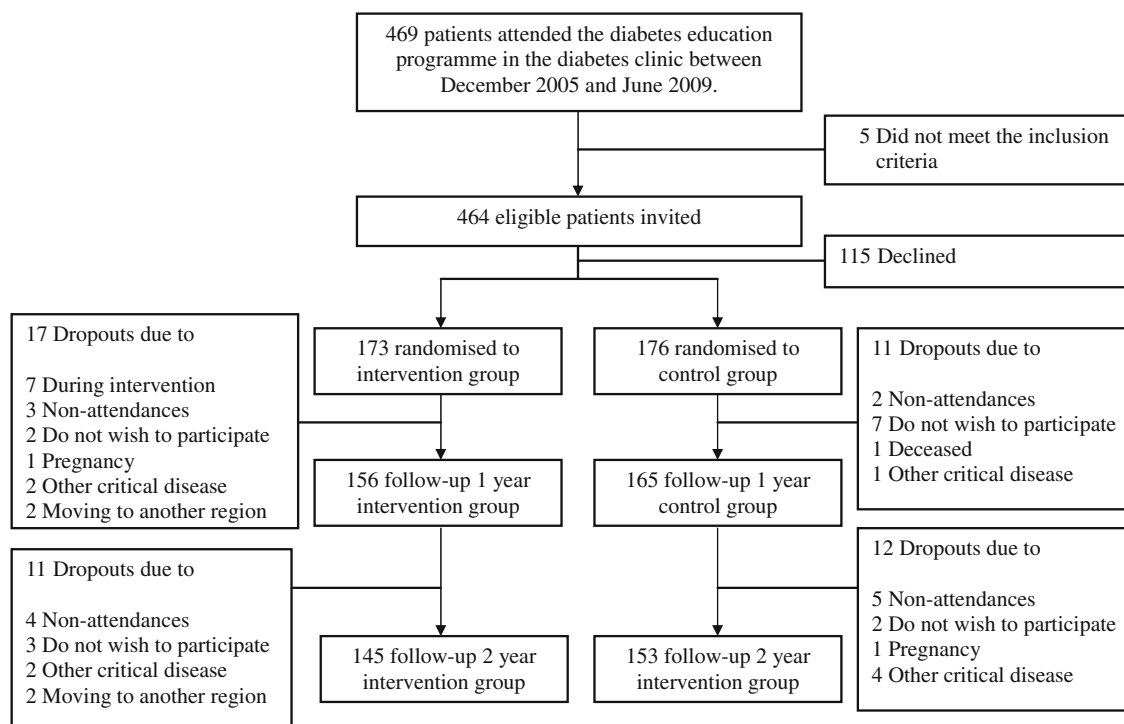 469 patients attended the diabetes education
programme in the diabetes clinic between
December 2005 and June 2009.
5 Did not meet the inclusion
criteria
464 eligible patients invited
115 Declined
17 Dropouts due to
7 During intervention
3 Non-attendances
2 Do not wish to participate
1 Pregnancy
2 Other critical disease
2 Moving to another region
173 randomised to
intervention group
176 randomised to
control group
11 Dropouts due to
2 Non-attendances
7 Do not wish to participate
1 Deceased
1 Other critical disease
156 follow-up 1 year
intervention group
165 follow-up 1 year
control group
11 Dropouts due to
4 Non-attendances
3 Do not wish to participate
2 Other critical disease
2 Moving to another region
12 Dropouts due to
5 Non-attendances
2 Do not wish to participate
1 Pregnancy
4 Other critical disease
145 follow-up 2 year
intervention group
153 follow-up 2 year
intervention group